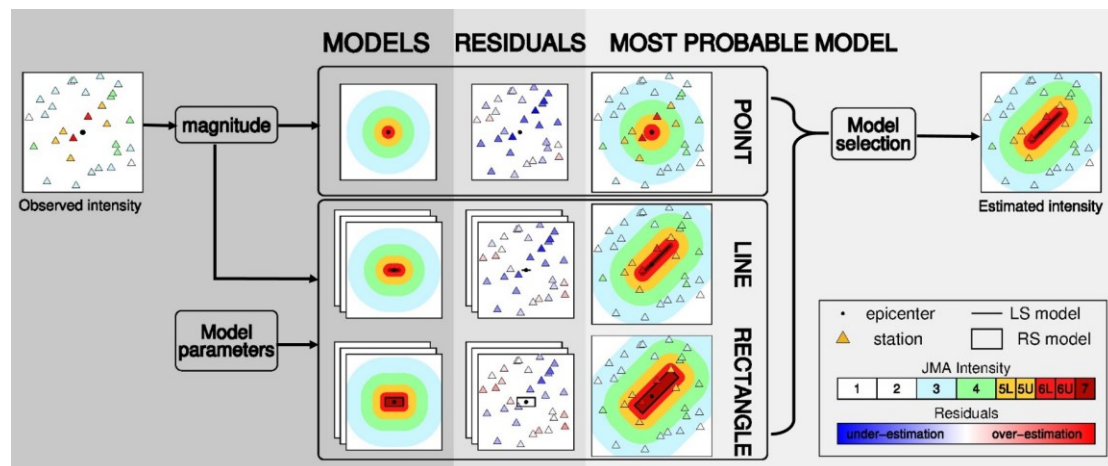 MODELS RESIDUALS MOST PROBABLE MODEL
Observed intensity
magnitude
Model
parameters
POINT
LINE
RECTANGLE
Model
selection
Estimated intensity
epicenter LS model
station RS model
JMA Intensity
1 2 3 4 5L 5U 6L 6U 7
Residuals
under-estimation over-estimation